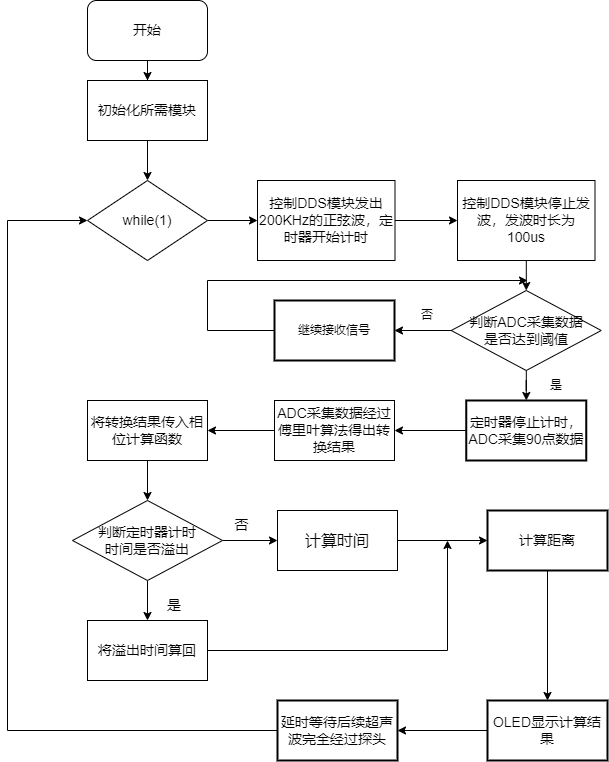 开始
初始化所需模块
while(1)
控制DDS模块发出
200KHz的正弦波，定
时器开始计时
控制DDS模块停止发
波，发波时长为
100us
判断ADC采集数据
是否达到阈值
否
继续接收信号
是
定时器停止计时，
ADC采集90点数据
ADC采集数据经过
傅里叶算法得出转
换结果
将转换结果传入相
位计算函数
判断定时器计时
时间是否溢出
否
计算时间
计算距离
是
将溢出时间算回
OLED显示计算结
果
延时等待后续超声
波完全经过探头